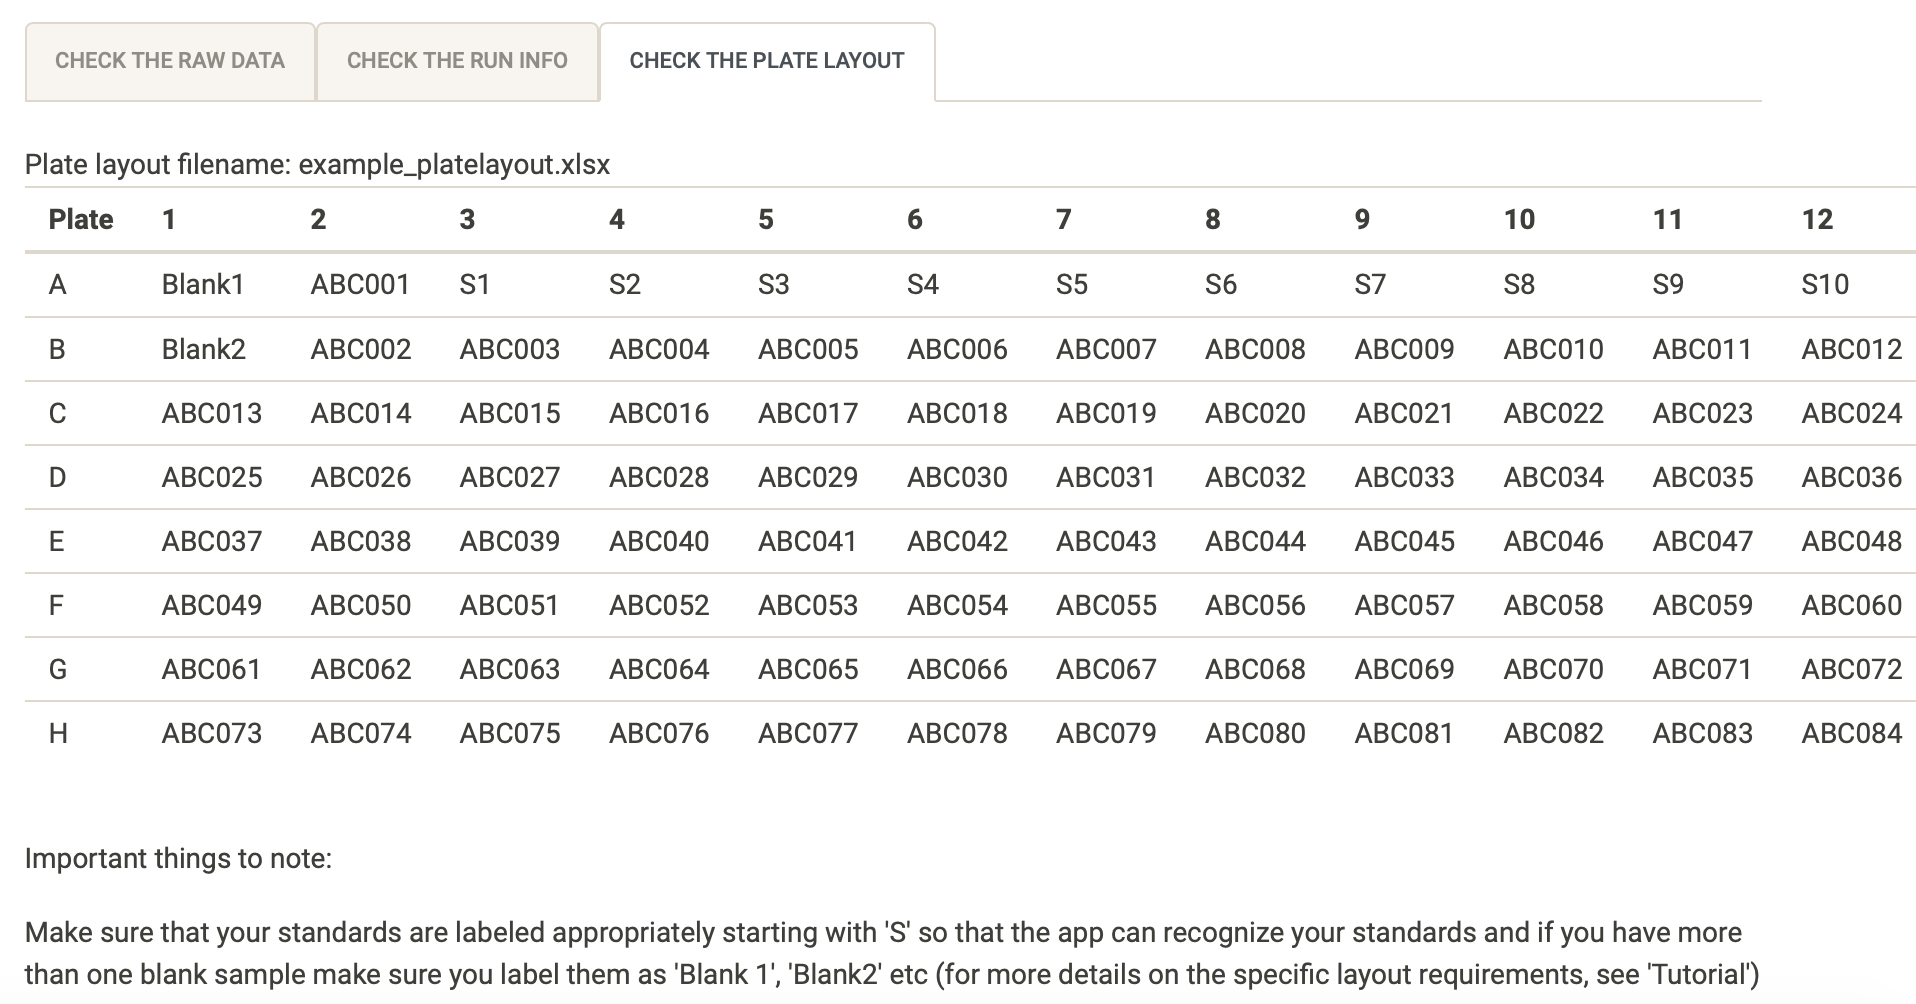 CHECK THE RAW DATA CHECK THE RUN INFO CHECK THE PLATE LAYOUT
Plate layout filename: example_platelayout.xlsx
Plate 1 2 3 4 5 6 7 8 9 10 11 12
A Blank1 ABC001 S1 S2 S3 S4 S5 S6 S7 S8 S9 S10
B Blank2 ABC002 ABC003 ABC004 ABC005 ABC006 ABC007 ABC008 ABC009 ABC010 ABC011 ABC012
C ABC013 ABC014 ABC015 ABC016 ABC017 ABC018 ABC019 ABC020 ABC021 ABC022 ABC023 ABC024
D ABC025 ABC026 ABC027 ABC028 ABC029 ABC030 ABC031 ABC032 ABC033 ABC034 ABC035 ABC036
E ABC037 ABC038 ABC039 ABC040 ABC041 ABC042 ABC043 ABC044 ABC045 ABC046 ABC047 ABC048
F ABC049 ABC050 ABC051 ABC052 ABC053 ABC054 ABC055 ABC056 ABC057 ABC058 ABC059 ABC060
G ABC061 ABC062 ABC063 ABC064 ABC065 ABC066 ABC067 ABC068 ABC069 ABC070 ABC071 ABC072
H ABC073 ABC074 ABC075 ABC076 ABC077 ABC078 ABC079 ABC080 ABC081 ABC082 ABC083 ABC084
Important things to note:
Make sure that your standards are labeled appropriately starting with 'S' so that the app can recognize your standards and if you have more
than one blank sample make sure you label them as 'Blank 1', 'Blank2' etc (for more details on the specific layout requirements, see 'Tutorial')